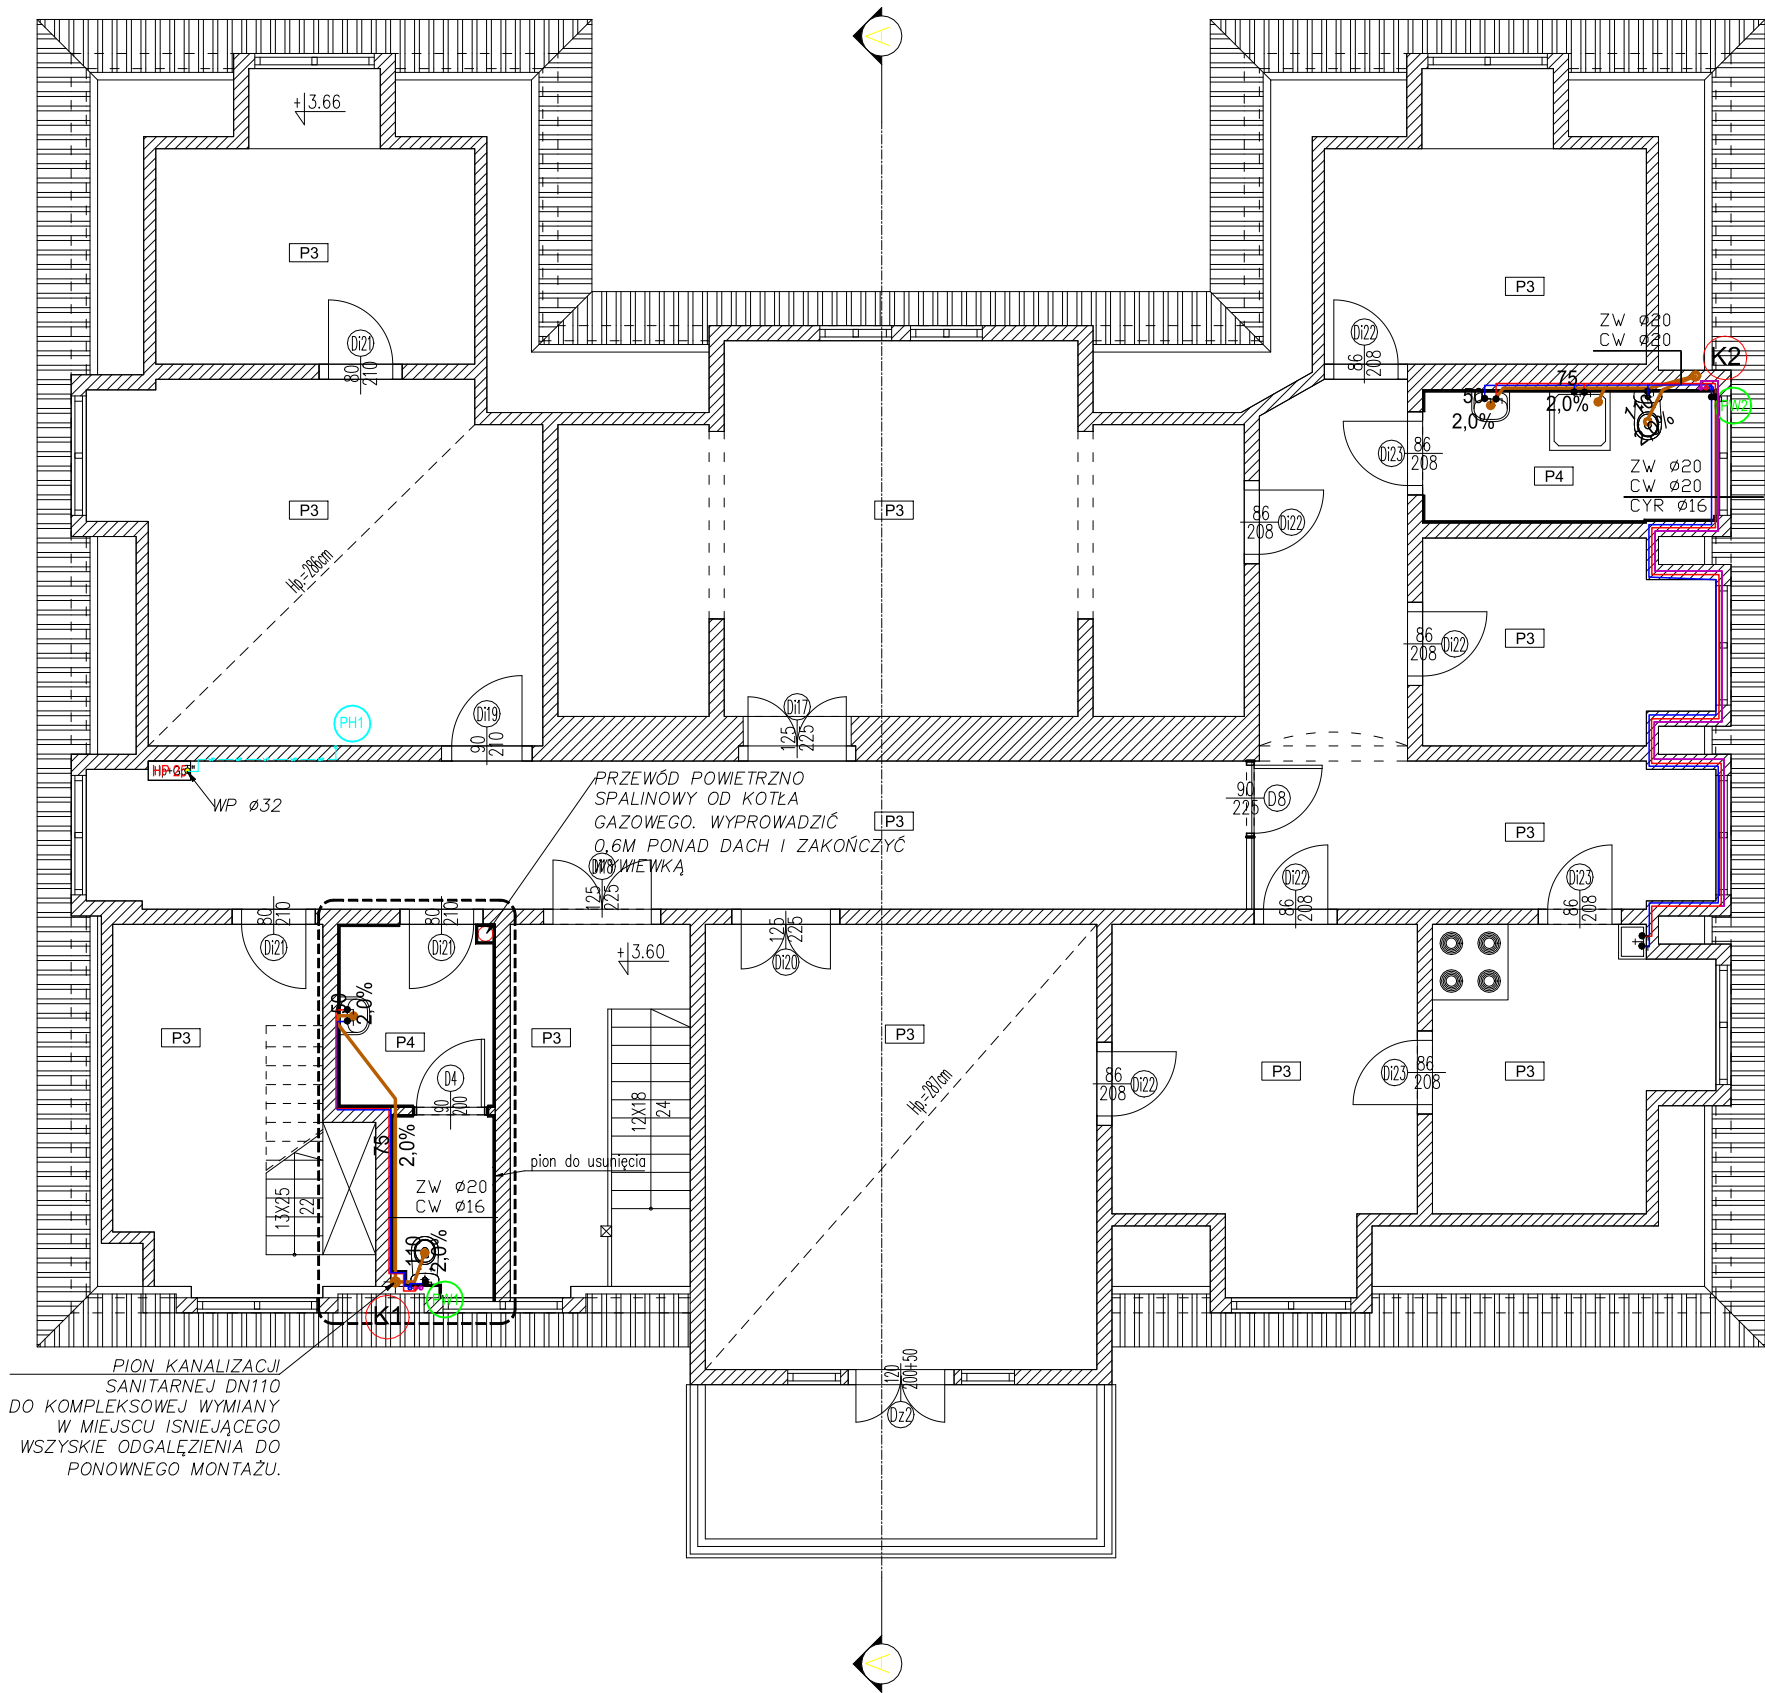 A
+3.66
P3
P3
Di21
80
210
Di22
86
208
ZW ø20
CW ø20
K2
PW2
50
2,0%
75
2,0%
Di23
86
208
P4
ZW ø20
CW ø20
CYR ø16
P3
Hp.=286cm
P3
86
208
Di22
86
208
Di22
P3
PH1
Di19
90
210
Di17
125
225
WP ø32
PRZEWÓD POWIETRZNO
SPALINOWY OD KOTŁA
GAZOWEGO. WYPROWADZIĆ
0,6M PONAD DACH I ZAKOŃCZYĆ
WYWIEWKĄ
P3
90
225
D8
P3
125
225
Di22
86
208
Di23
86
208
80
210
Di21
80
210
Di21
+3.60
125
225
Di20
50
2,0%
P3
P4
P3
P3
Hp.=287cm
P3
P3
D4
90
200
86
208
Di22
Di23
86
208
12X18
24
75
2,0%
pion do usunięcia
13X25
22
ZW ø20
CW ø16
110
2,0%
K1
PW1
PION KANALIZACJI
SANITARNEJ DN110
DO KOMPLEKSOWEJ WYMIANY
W MIEJSCU ISNIEJĄCEGO
WSZYSKIE ODGAŁĘZIENIA DO
PONOWNEGO MONTAŻU.
120
200+50
Dz2
A